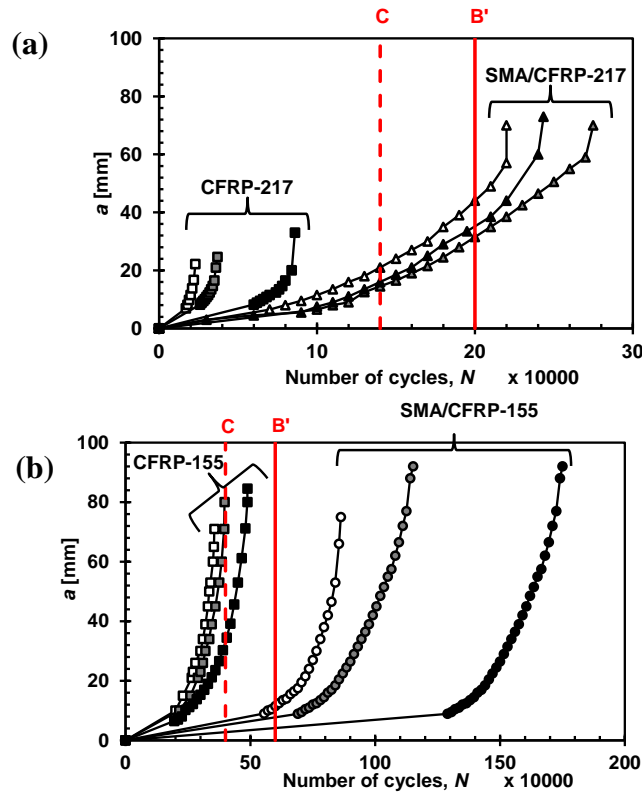 (a)
C
B'
100
80
60
40
20
0
a [mm]
CFRP-217
SMA/CFRP-217
0
10
20
30
Number of cycles, N x 10000
(b)
C
B'
SMA/CFRP-155
CFRP-155
100
80
60
40
20
0
a [mm]
0
50
100
150
200
Number of cycles, N x 10000